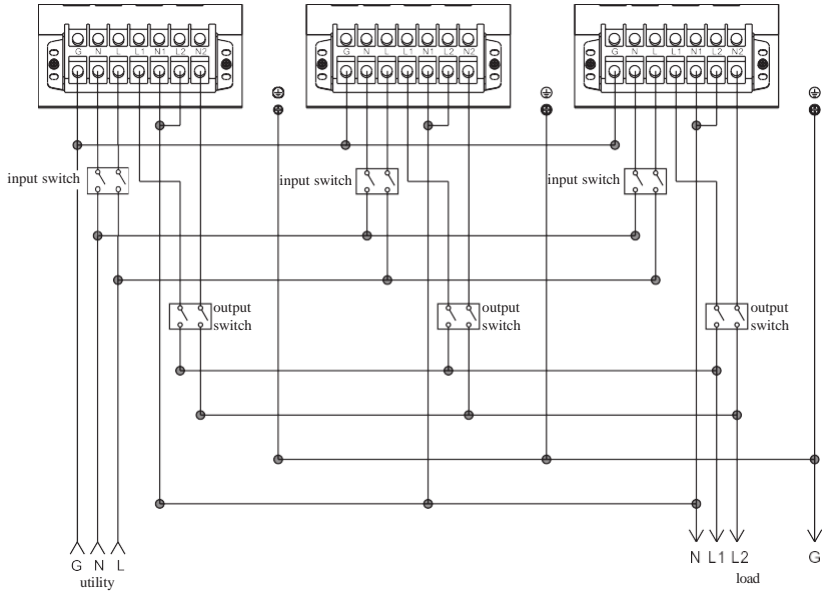 G N L L1 N1 L2 N2
G N L L1 N1 L2 N2
G N L L1 N1 L2 N2
input switch
input switch
input switch
output
switch
output
switch
output
switch
G N L
utility
N L1 L2
load
G